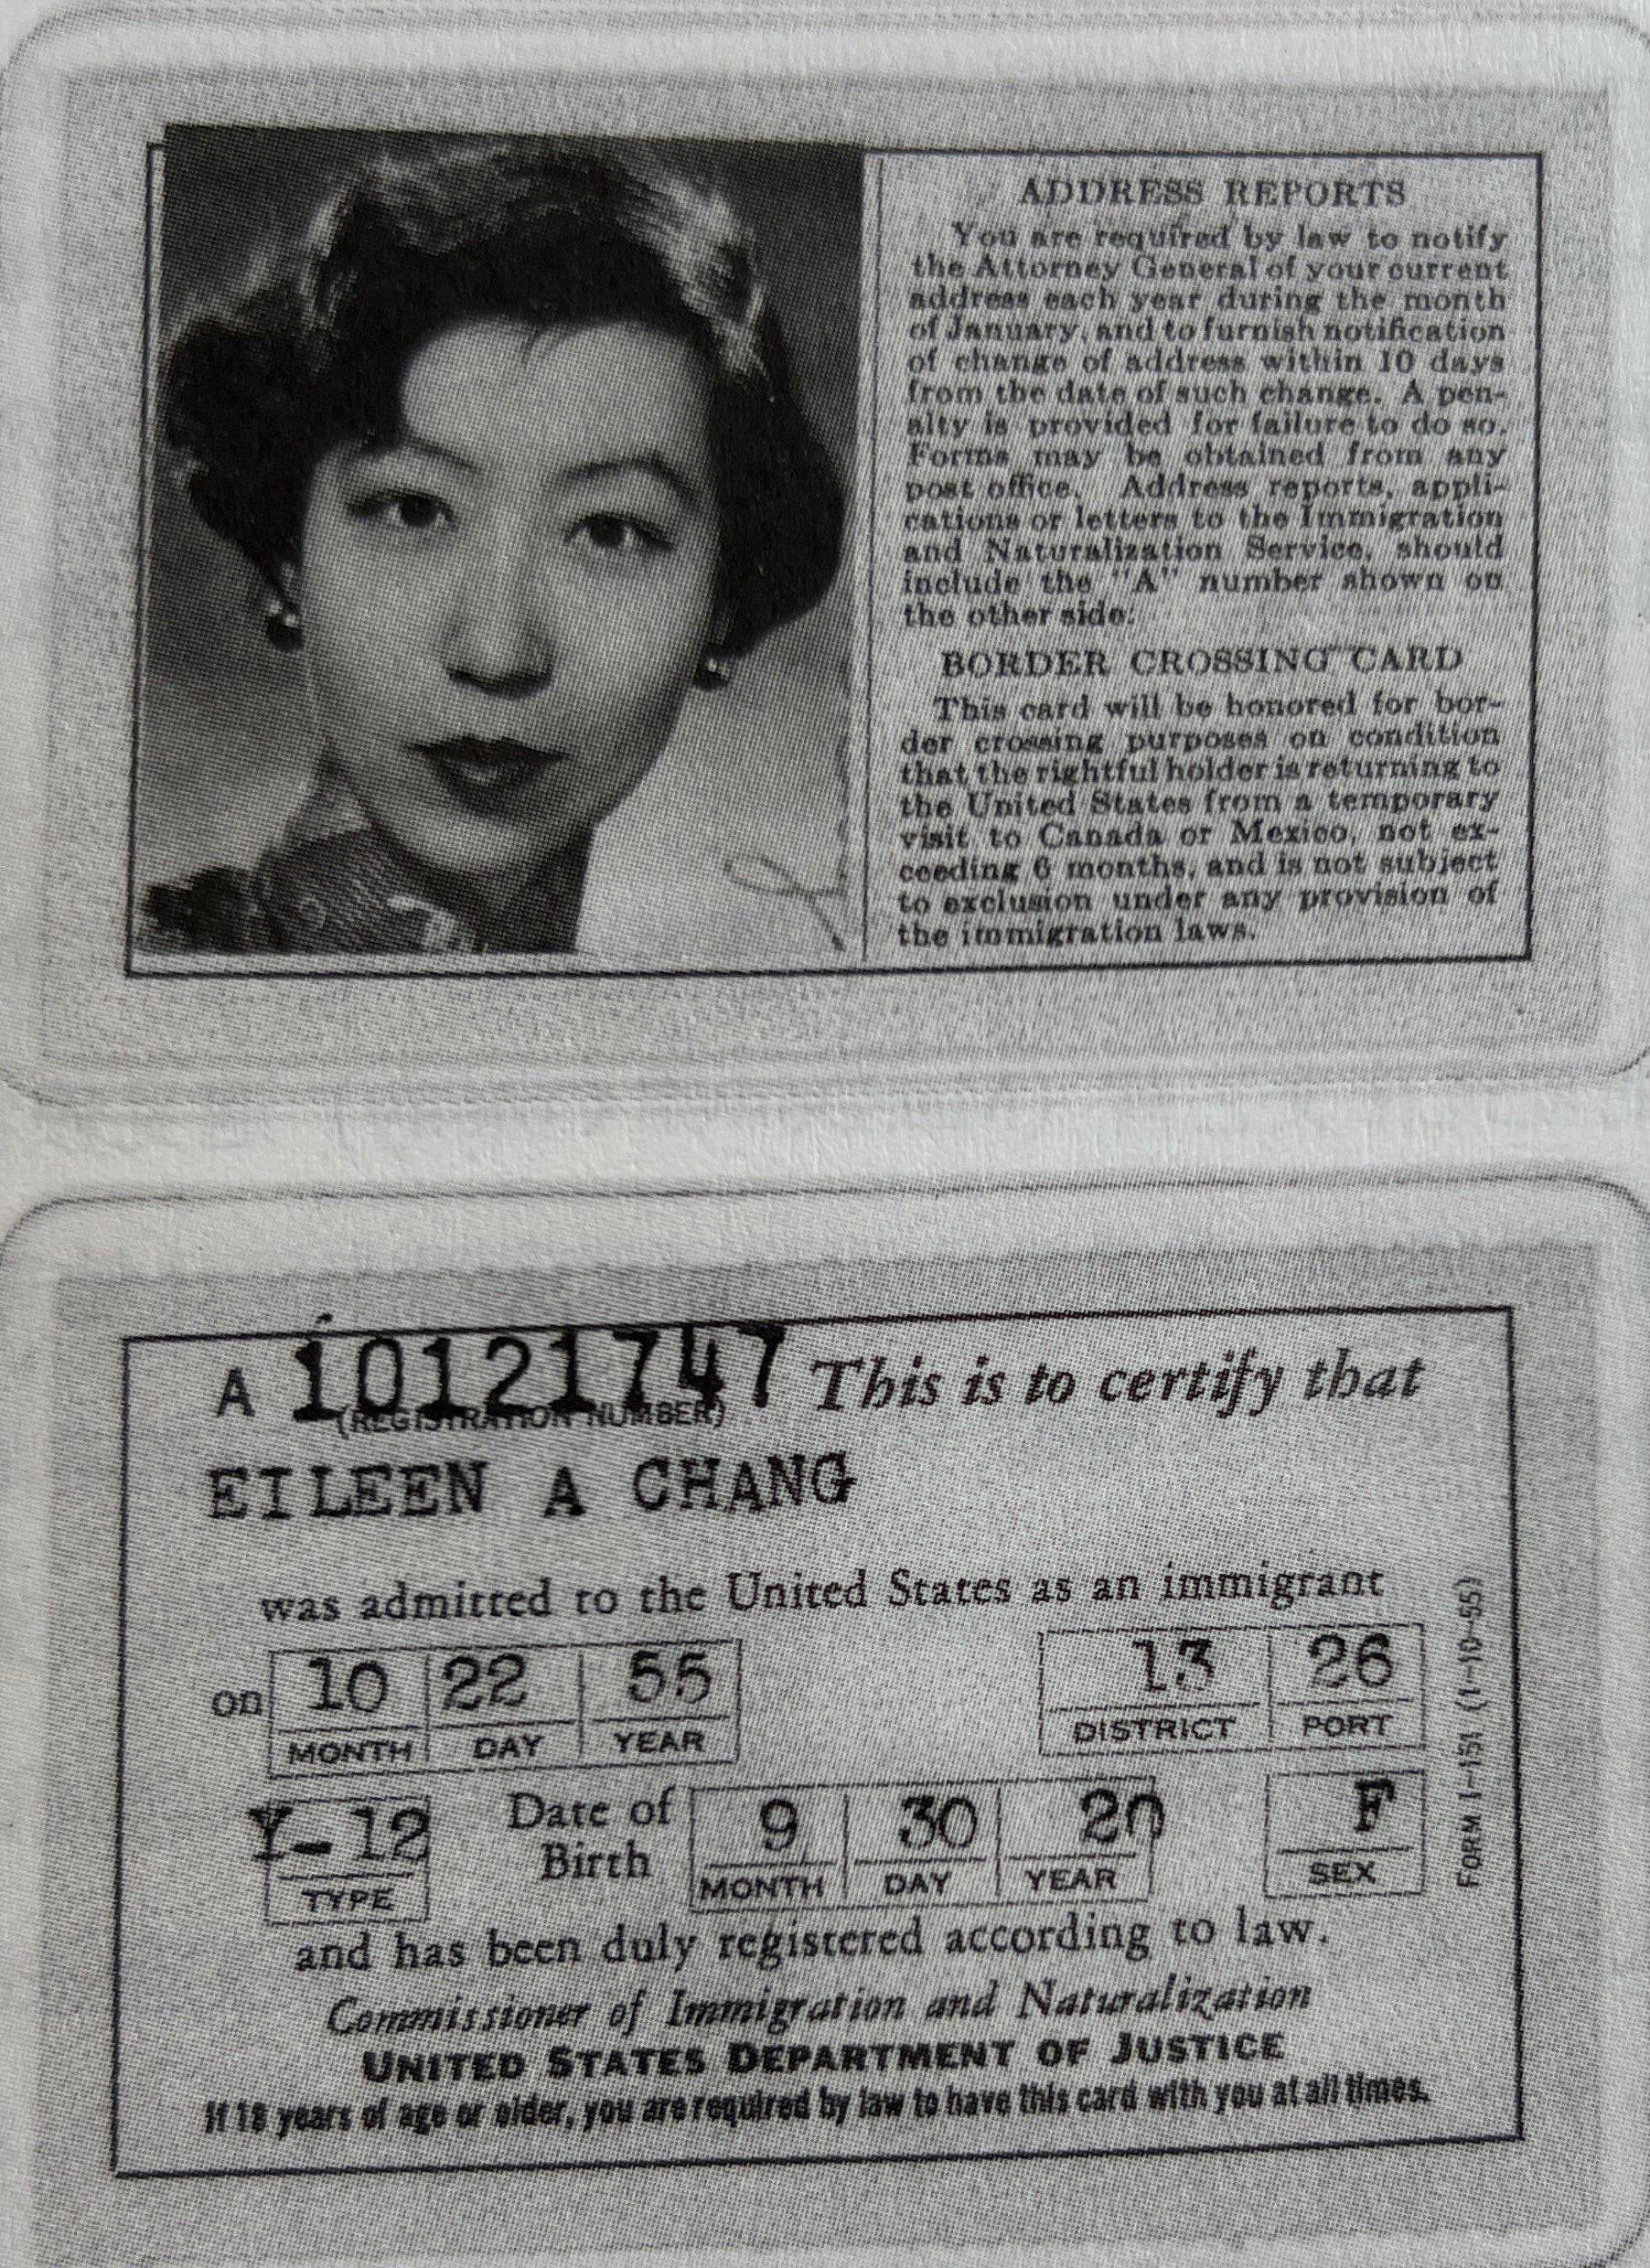 ADDRESS REPORTS
You are required by law to notify
the Attorney General of your current
address each year during the month
of January, and to furnish notification
of change of address within 10 days
from the date of such change. A pen-
alty is provided for failure to do so.
Forms may be obtained from any
post office. Address reports, appli-
cations or letters to the Immigration
and Naturalization Service, should
include the "A" number shown on
the other side.
BORDER CROSSING CARD
This card will be honored for bor-
der crossing purposes on condition
that the rightful holder is returning to
the United States from a temporary
visit to Canada or Mexico, not ex-
ceeding 6 months, and is not subject
to exclusion under any provision of
the immigration laws.
A 10121747 This is to certify that
(REGISTRATION NUMBER)
EILEEN A CHANG
was admitted to the United States as an immigrant
on 10 22 55 13 26
MONTH DAY YEAR DISTRICT PORT
Y-12 Date of Birth 9 30 20 F
TYPE MONTH DAY YEAR SEX
and has been duly registered according to law.
Commissioner of Immigration and Naturalization
UNITED STATES DEPARTMENT OF JUSTICE
If 18 years of age or older, you are required by law to have this card with you at all times.
FORM I-151 (1-10-55)